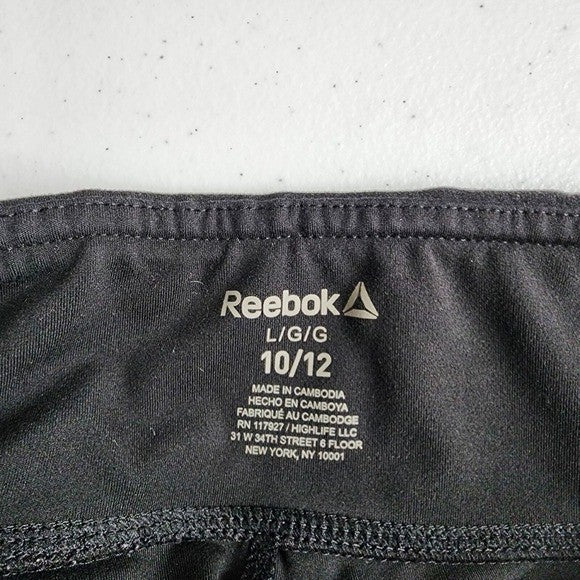 Reebok
L/G/G
10/12
MADE IN CAMBODIA
HECHO EN CAMBOYA
FABRIQUÉ AU CAMBODGE
RN 117927 / HIGHLIFE LLC
31 W 34TH STREET 6 FLOOR
NEW YORK, NY 10001